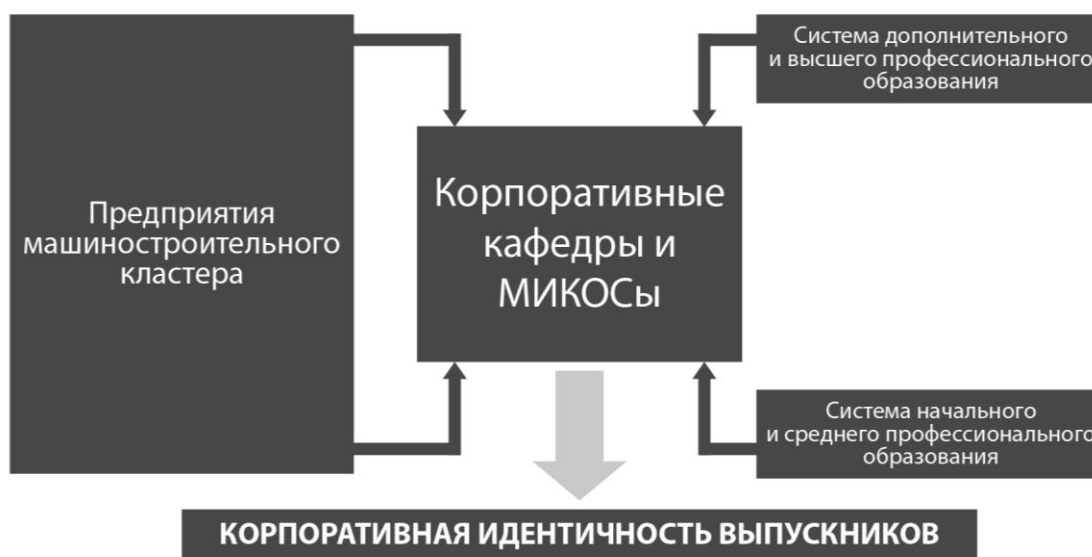 Предприятия
машиностроительного
кластера
Корпоративные
кафедры и
МИКОСы
Система дополнительного
и высшего профессионального
образования
Система начального
и среднего профессионального
образования
КОРПОРАТИВНАЯ ИДЕНТИЧНОСТЬ ВЫПУСКНИКОВ